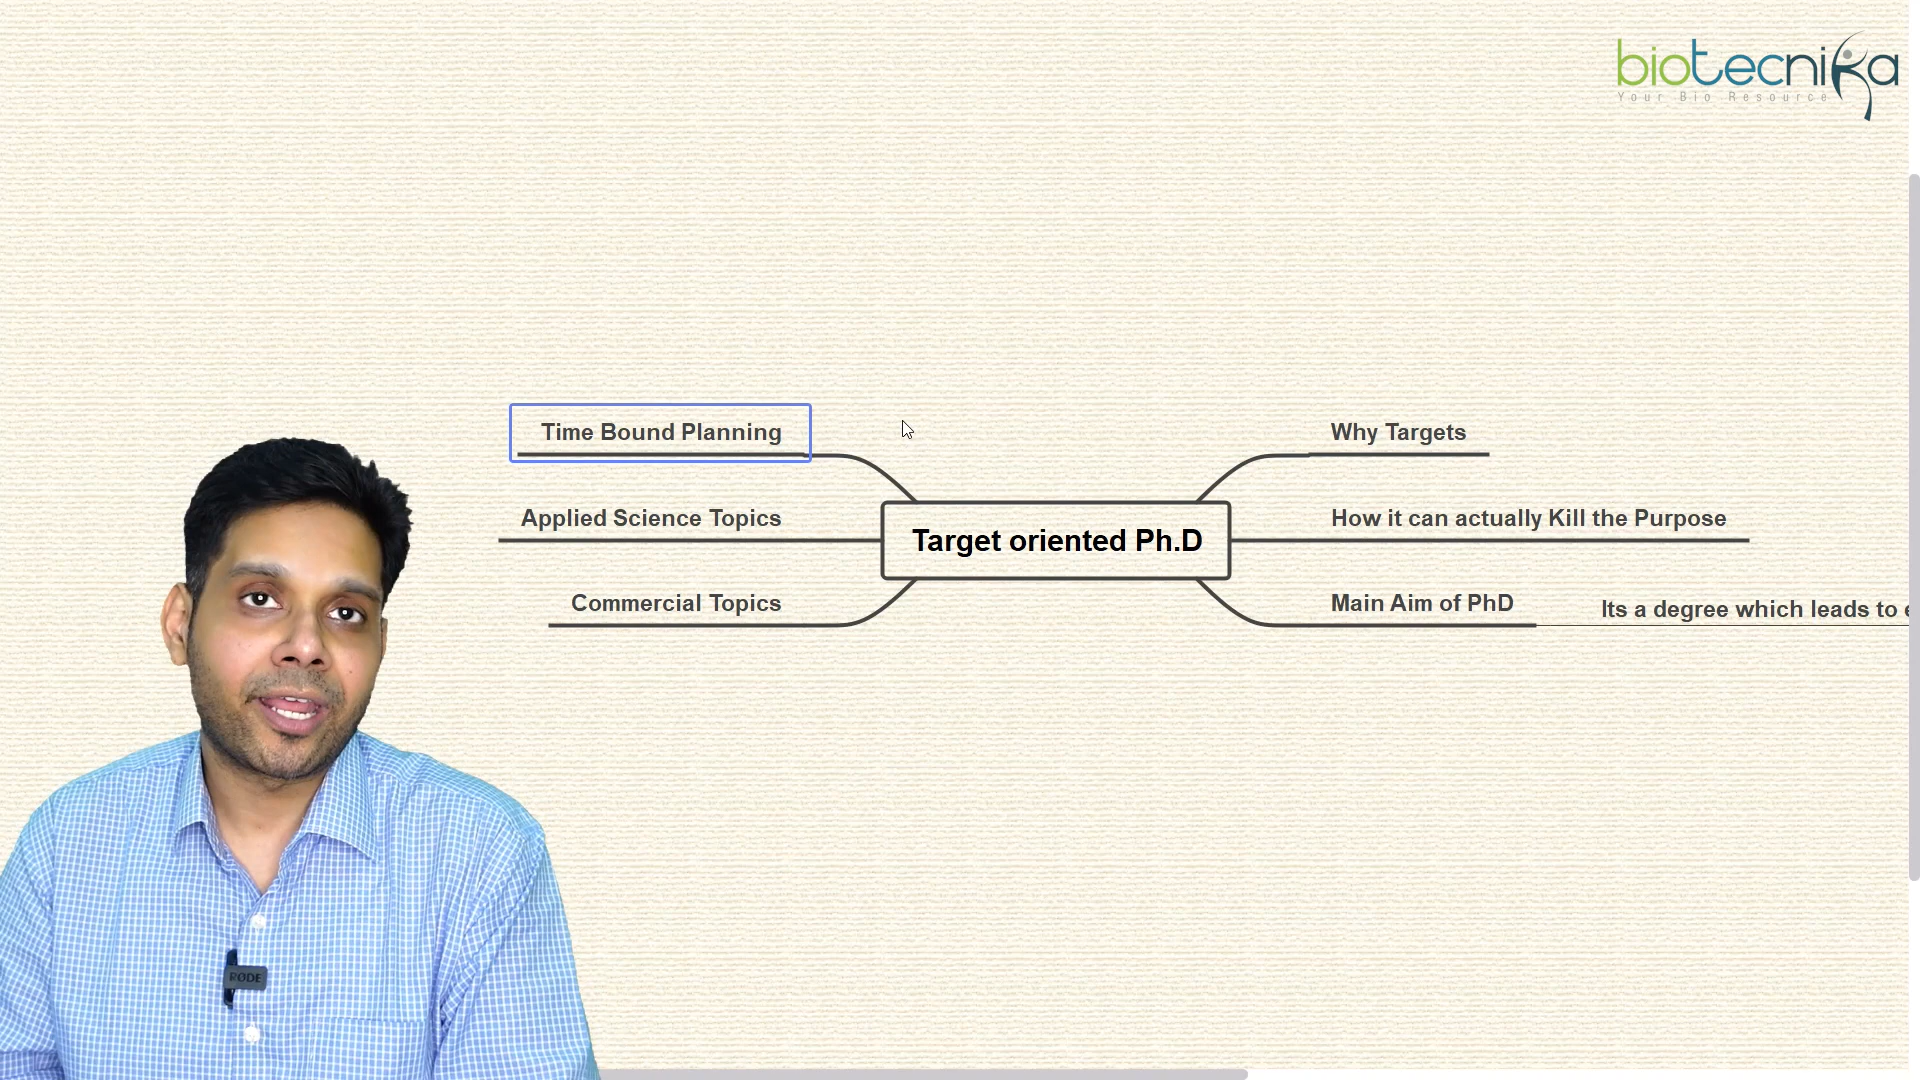 biotecnika
Your Bio Resource
Time Bound Planning
Why Targets
Applied Science Topics
Target oriented Ph.D
How it can actually Kill the Purpose
Commercial Topics
Main Aim of PhD
Its a degree which leads to
RØDE